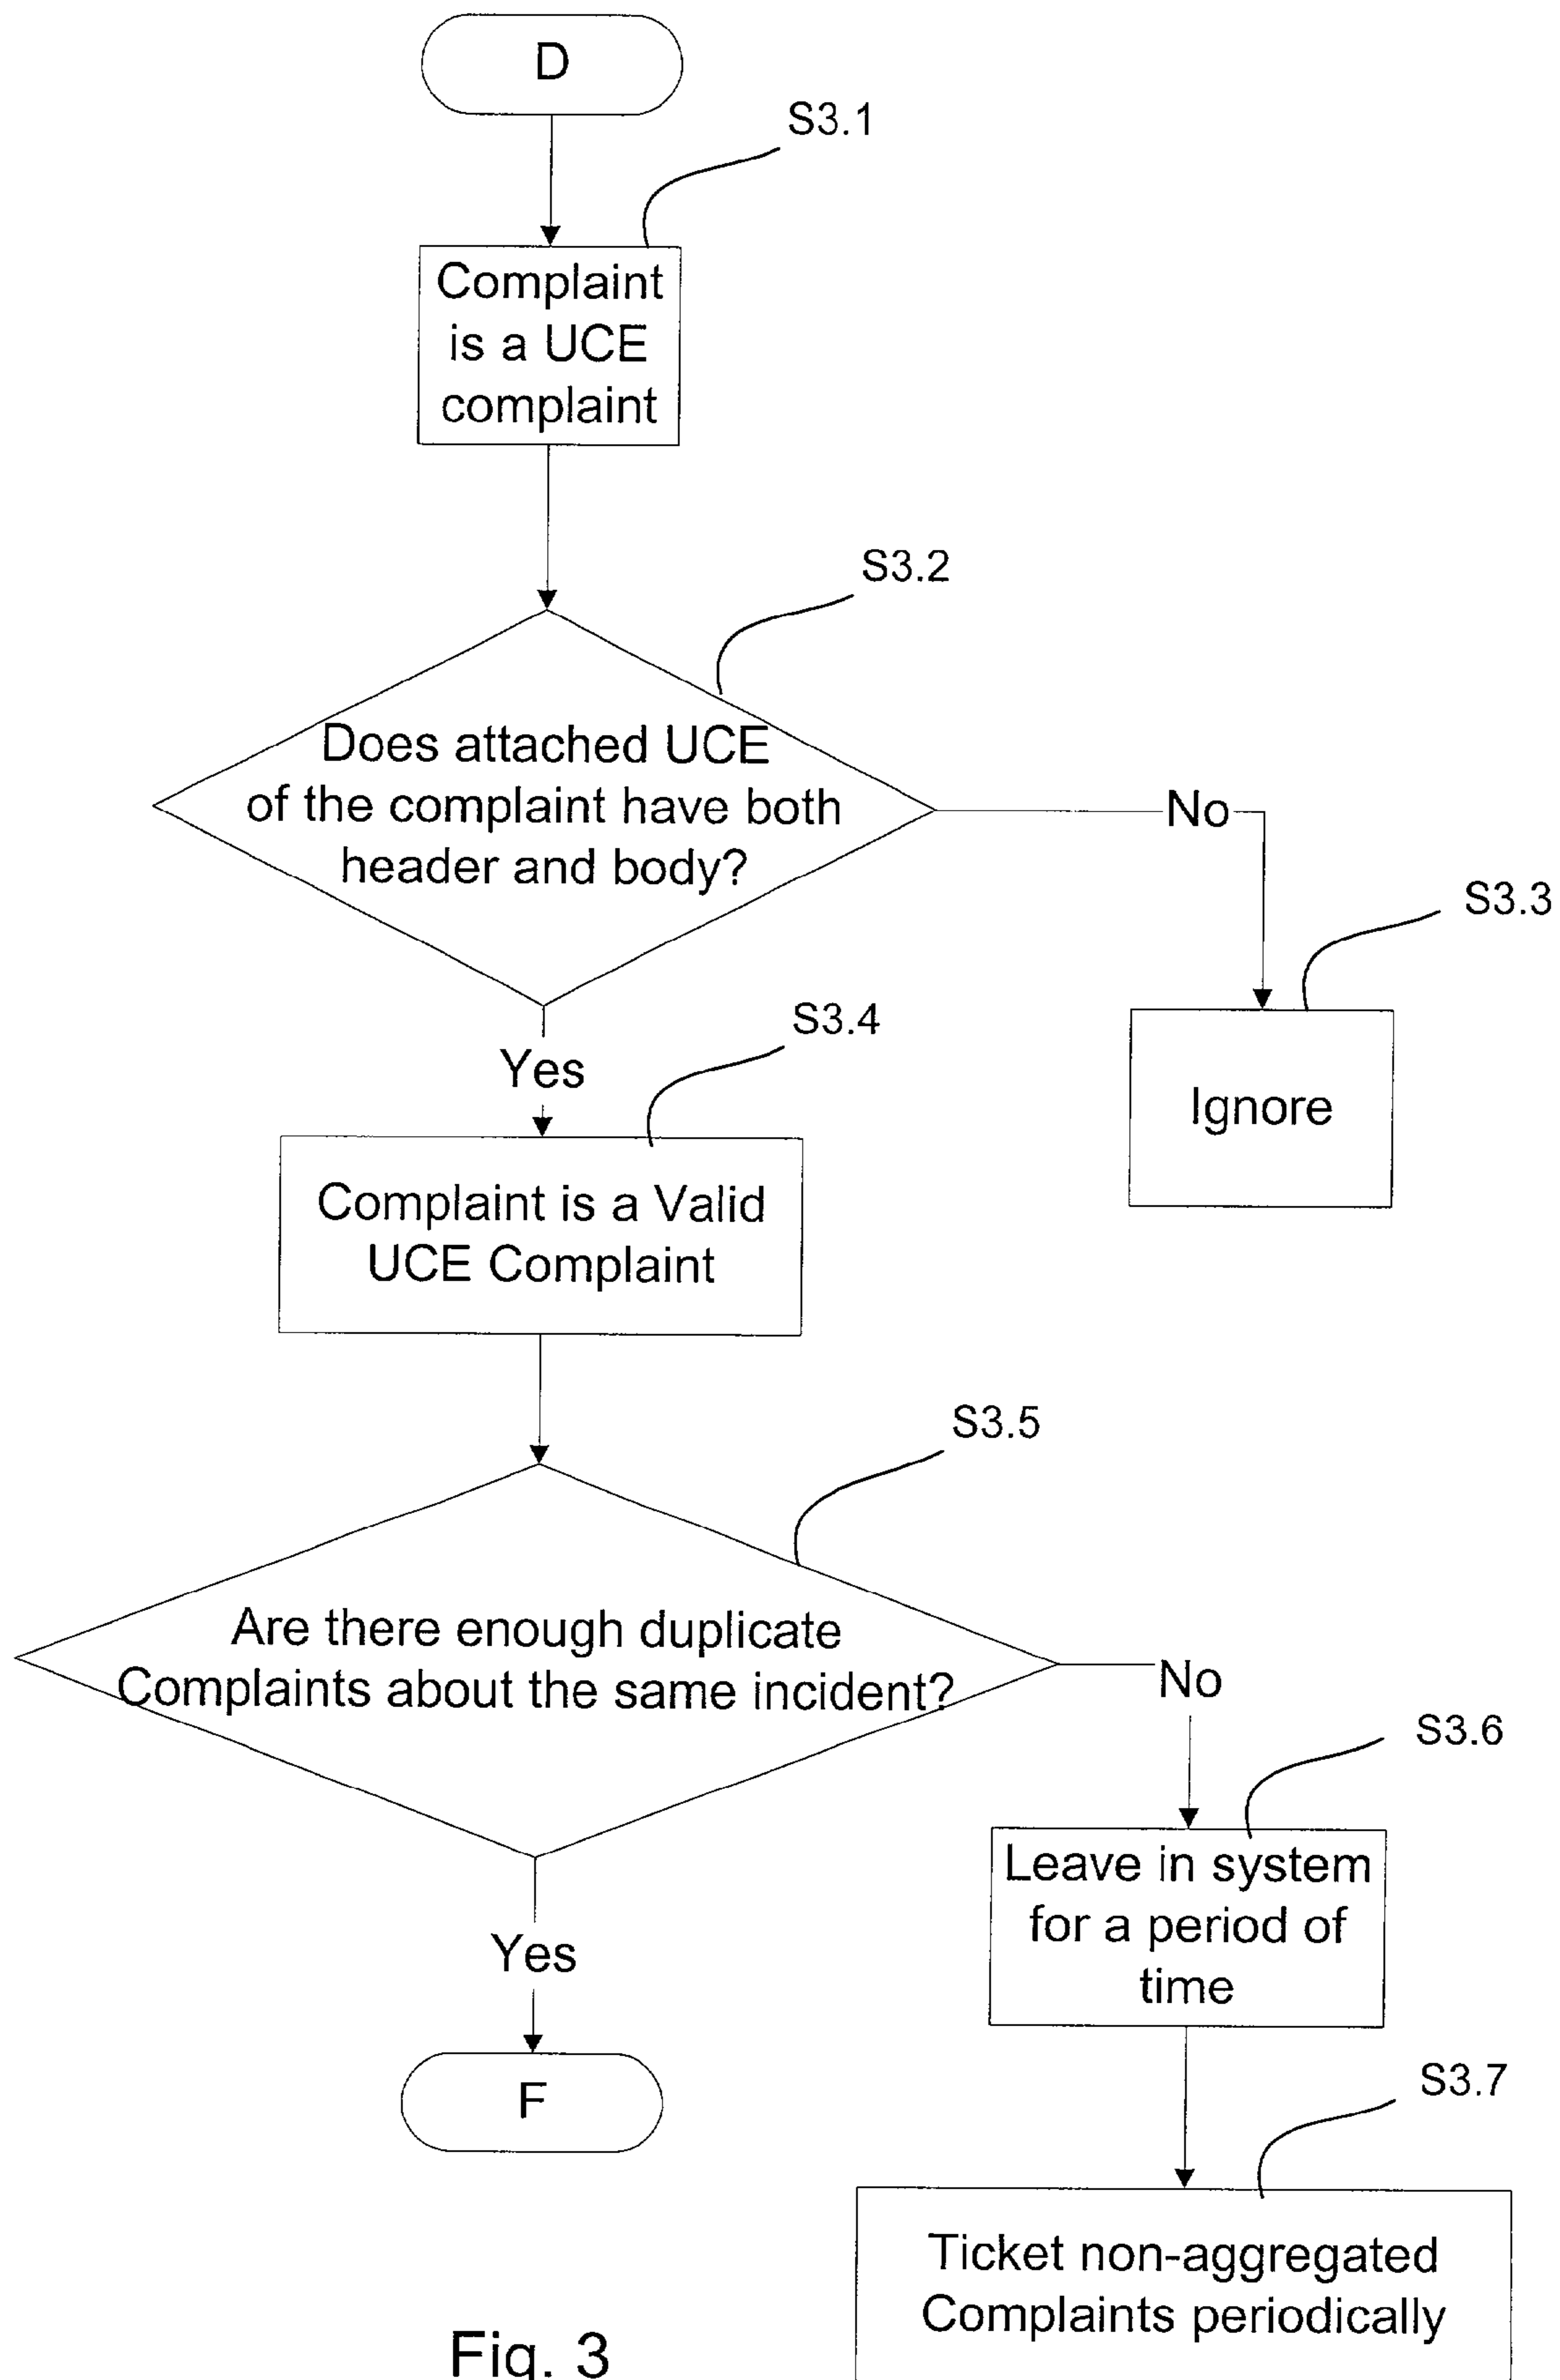 D
S3.1
Complaint
is a UCE
complaint
S3.2
Does attached UCE
of the complaint have both
header and body?
No
S3.3
Ignore
Yes
S3.4
Complaint is a Valid
UCE Complaint
S3.5
Are there enough duplicate
Complaints about the same incident?
No
S3.6
Leave in system
for a period of
time
Yes
F
S3.7
Ticket non-aggregated
Complaints periodically
Fig. 3